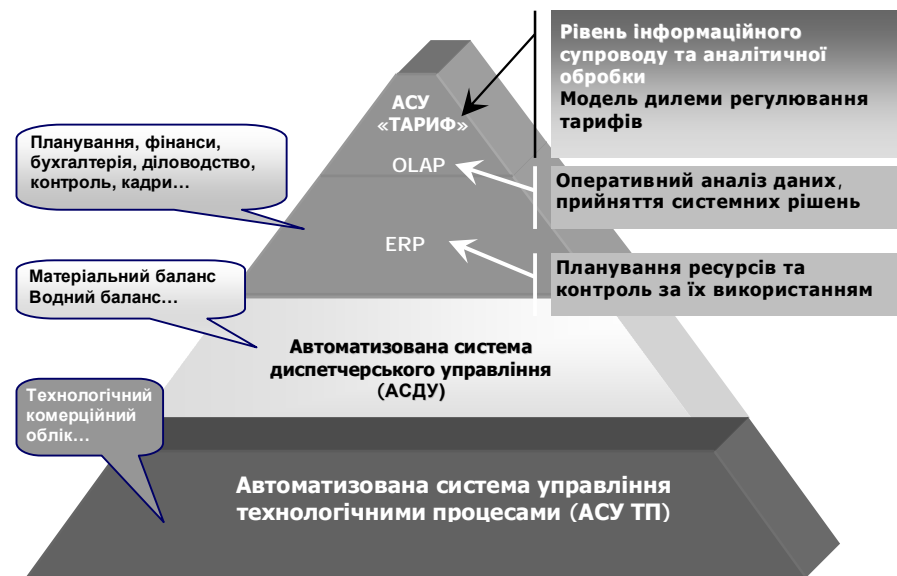 Рівень інформаційного
супроводу та аналітичної
обробки
Модель дилеми регулювання
тарифів
АСУ
«ТАРИФ»
Планування, фінанси,
бухгалтерія, діловодство,
контроль, кадри…
OLAP
Оперативний аналіз даних,
прийняття системних рішень
ERP
Планування ресурсів та
контроль за їх використанням
Матеріальний баланс
Водний баланс…
Автоматизована система
диспетчерського управління
(АСДУ)
Технологічний
комерційний
облік…
Автоматизована система управління
технологічними процесами (АСУ ТП)